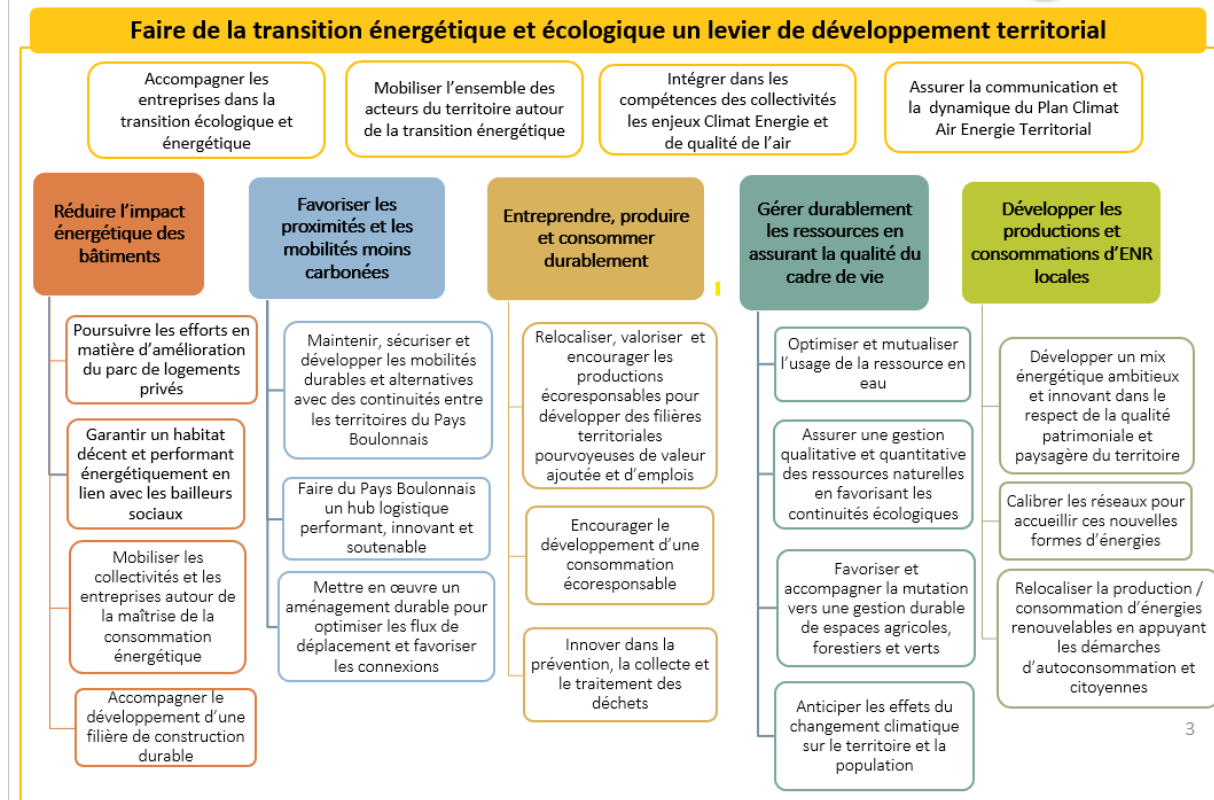 Faire de la transition énergétique et écologique un levier de développement territorial
Accompagner les
entreprises dans la
transition écologique et
énergétique
Mobiliser l’ensemble des
acteurs du territoire autour
de la transition énergétique
Intégrer dans les
compétences des collectivités
les enjeux Climat Energie et
de qualité de l’air
Assurer la communication et
la dynamique du Plan Climat
Air Energie Territorial
Réduire l’impact
énergétique des
bâtiments
Poursuivre les efforts en
matière d’amélioration
du parc de logements
privés
Garantir un habitat
décent et performant
énergétiquement en
lien avec les bailleurs
sociaux
Mobiliser les
collectivités et les
entreprises autour de
la maîtrise de la
consommation
énergétique
Accompagner le
développement d’une
filière de construction
durable
Favoriser les
proximités et les
mobilités moins
carbonées
Maintenir, sécuriser et
développer les mobilités
durables et alternatives
avec des continuités entre
les territoires du Pays
Boulonnais
Faire du Pays Boulonnais
un hub logistique
performant, innovant et
soutenable
Mettre en œuvre un
aménagement durable pour
optimiser les flux de
déplacement et favoriser
les connexions
Entreprendre, produire
et consommer
durablement
Relocaliser, valoriser et
encourager les
productions
écoresponsables pour
développer des filières
territoriales
pourvoyeuses de valeur
ajoutée et d’emplois
Encourager le
développement d’une
consommation
écoresponsable
Innover dans la
prévention, la collecte et
le traitement des
déchets
Gérer durablement
les ressources en
assurant la qualité du
cadre de vie
Optimiser et mutualiser
l’usage de la ressource en
eau
Assurer une gestion
qualitative et quantitative
des ressources naturelles
en favorisant les
continuités écologiques
Favoriser et
accompagner la mutation
vers une gestion durable
de espaces agricoles,
forestiers et verts
Anticiper les effets du
changement climatique
sur le territoire et la
population
Développer les
productions et
consommations d’ENR
locales
Développer un mix
énergétique ambitieux
et innovant dans le
respect de la qualité
patrimoniale et
paysagère du territoire
Calibrer les réseaux pour
accueillir ces nouvelles
formes d’énergies
Relocaliser la production /
consommation d’énergies
renouvelables en appuyant
les démarches
d’autoconsommation et
citoyennes
3